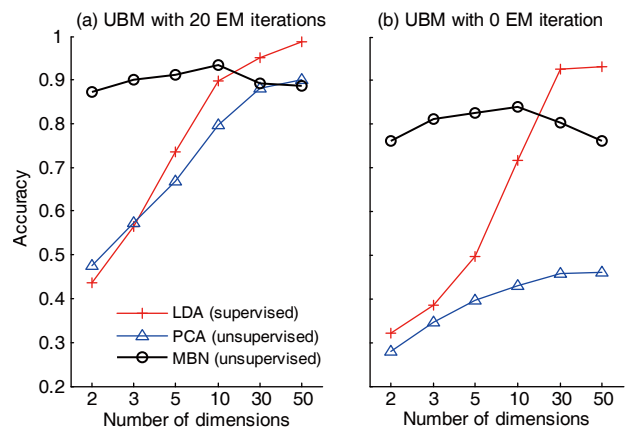 (a) UBM with 20 EM iterations
(b) UBM with 0 EM iteration
1
0.9
0.8
0.7
0.6
0.5
0.4
0.3
0.2
Accuracy
LDA (supervised)
PCA (unsupervised)
MBN (unsupervised)
2 3 5 10 30 50
2 3 5 10 30 50
Number of dimensions
Number of dimensions